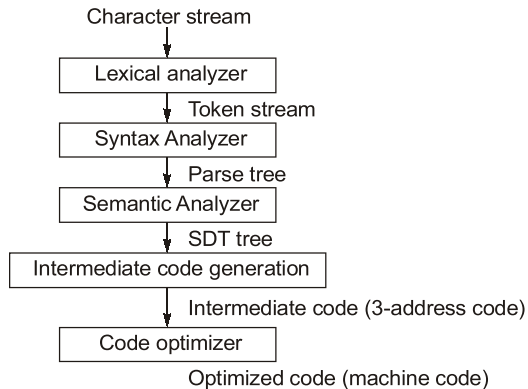 Character stream
Lexical analyzer
Token stream
Syntax Analyzer
Parse tree
Semantic Analyzer
SDT tree
Intermediate code generation
Intermediate code (3-address code)
Code optimizer
Optimized code (machine code)